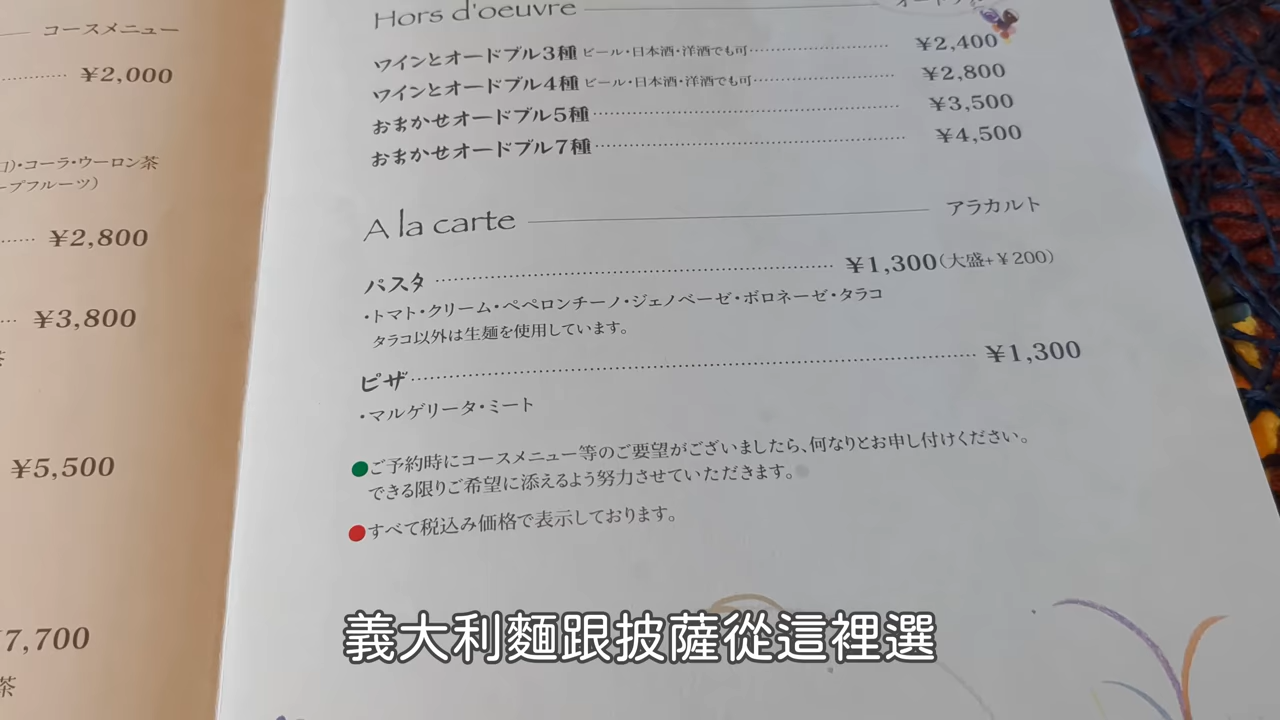 コースメニュー
¥2,000
・コーラ・ウーロン茶
プフルーツ）
¥2,800
¥3,800
茶
¥5,500
¥7,700
茶
Hors d'oeuvre
ワインとオードブル3種 ビール・日本酒・洋酒でも可 ¥2,400
ワインとオードブル4種 ビール・日本酒・洋酒でも可 ¥2,800
おまかせオードブル5種 ¥3,500
おまかせオードブル7種 ¥4,500
A la carte アラカルト
パスタ ¥1,300(大盛+¥200)
・トマト・クリーム・ペペロンチーノ・ジェノベーゼ・ボロネーゼ・タラコ
タラコ以外は生麺を使用しています。
ピザ ¥1,300
・マルゲリータ・ミート
●ご予約時にコースメニュー等のご要望がございましたら、何なりとお申し付けください。
できる限りご希望に添えるよう努力させていただきます。
●すべて税込み価格で表示しております。
義大利麵跟披薩從這裡選